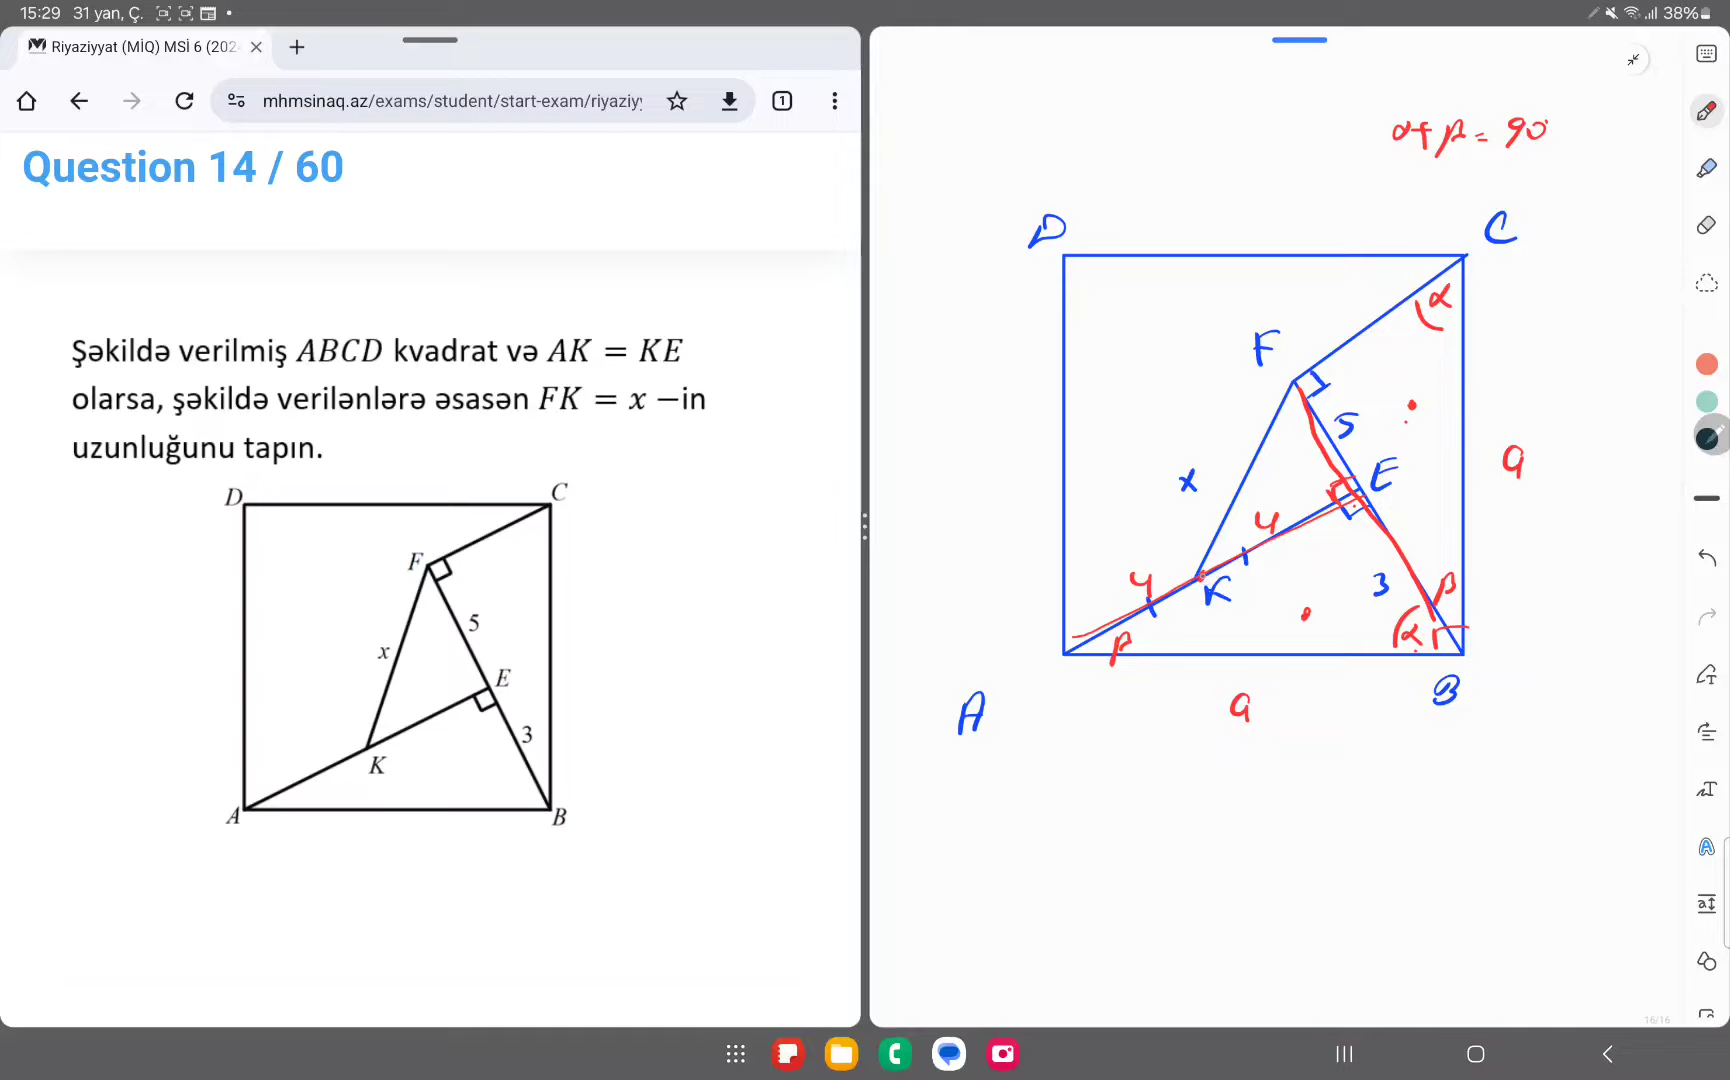 15:29 31 yan, Ç.
38%
Riyaziyyat (MİQ) MSİ 6 (202
mhmsinaq.az/exams/student/start-exam/riyaziy
1
Question 14 / 60
Şəkildə verilmiş ABCD kvadrat və AK = KE
olarsa, şəkildə verilənlərə əsasən FK = x −in
uzunluğunu tapın.
D
C
F
5
x
E
3
K
A
B
α+β = 90
D
C
α
F
5
E
x
a
4
4
K
3
β
β
α
a
B
A
16/16